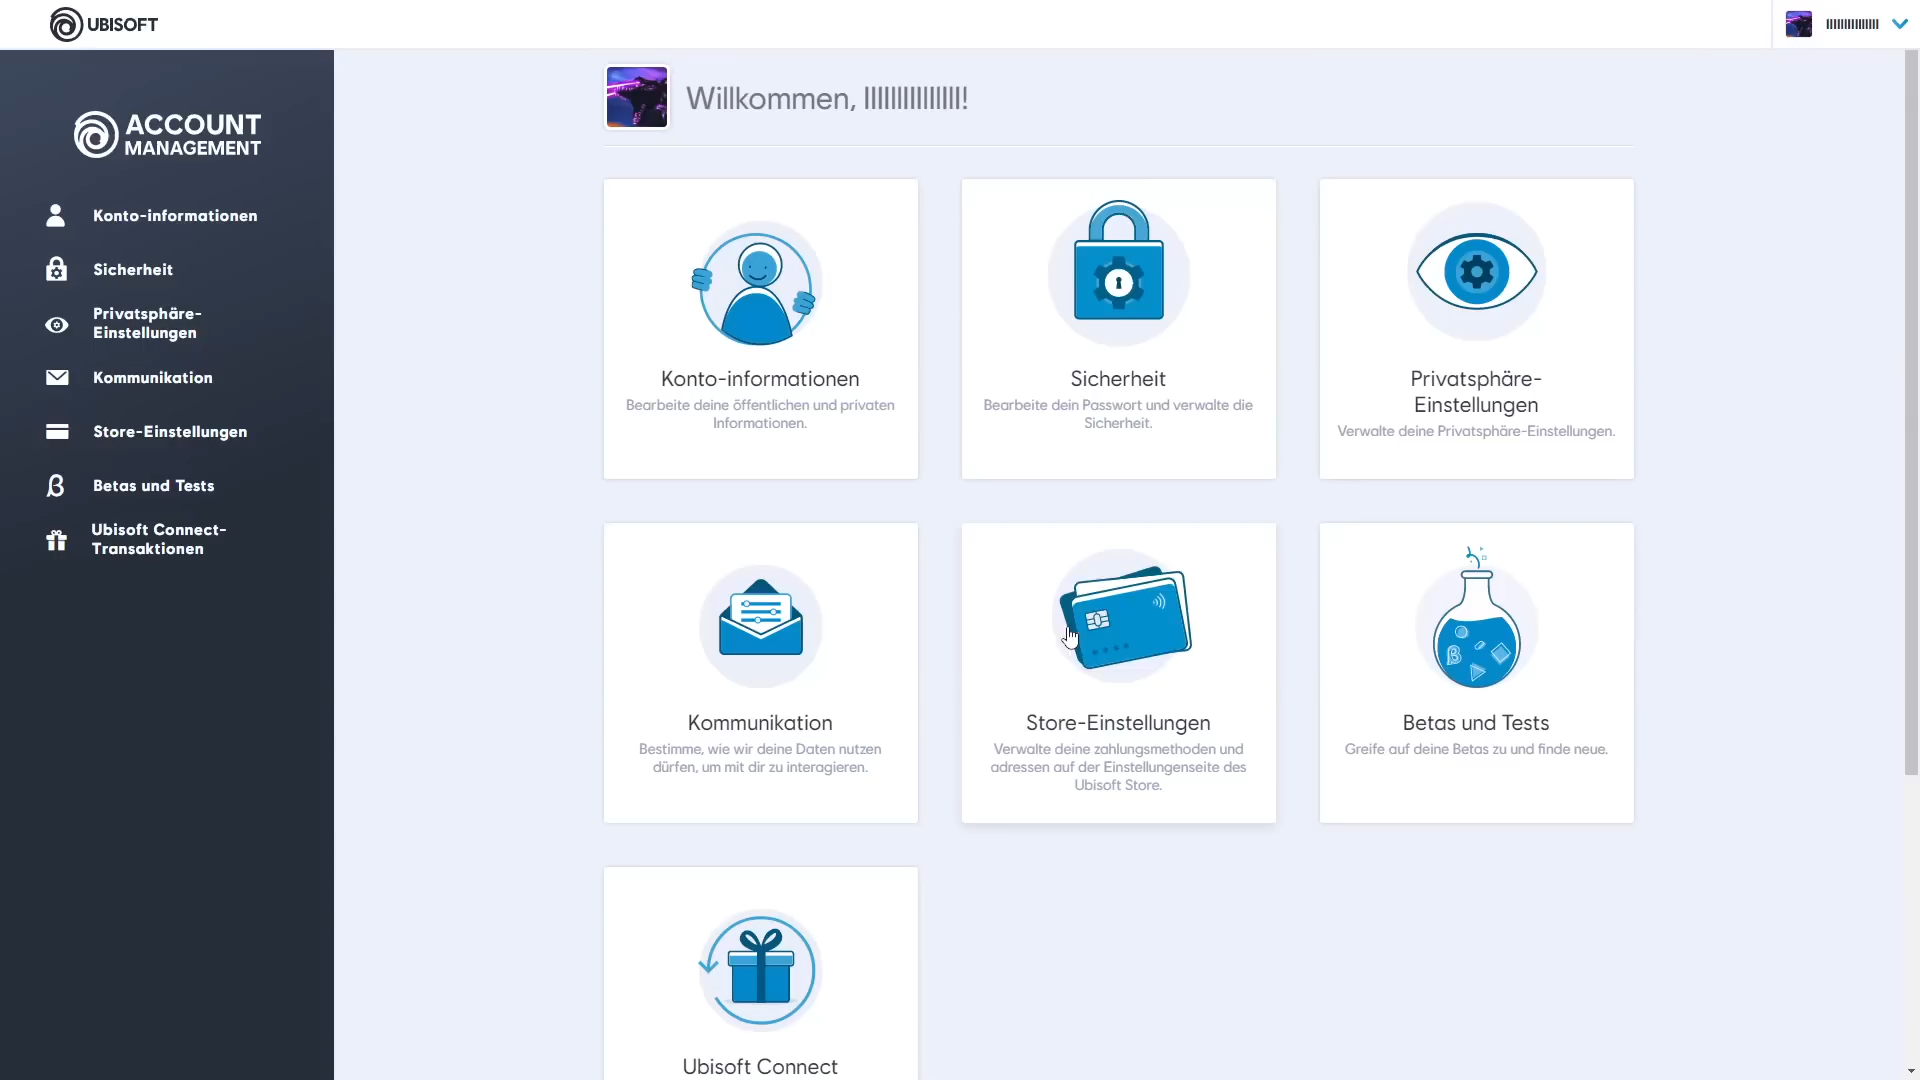 UBISOFT
ACCOUNT
MANAGEMENT
Konto-informationen
Sicherheit
Privatsphäre-
Einstellungen
Kommunikation
Store-Einstellungen
Betas und Tests
Ubisoft Connect-
Transaktionen
Willkommen, lllllllllllllll!
Konto-informationen
Bearbeite deine öffentlichen und privaten
Informationen.
Sicherheit
Bearbeite dein Passwort und verwalte die
Sicherheit.
Privatsphäre-
Einstellungen
Verwalte deine Privatsphäre-Einstellungen.
Kommunikation
Bestimme, wie wir deine Daten nutzen
dürfen, um mit dir zu interagieren.
Store-Einstellungen
Verwalte deine zahlungsmethoden und
adressen auf der Einstellungenseite des
Ubisoft Store.
Betas und Tests
Greife auf deine Betas zu und finde neue.
Ubisoft Connect